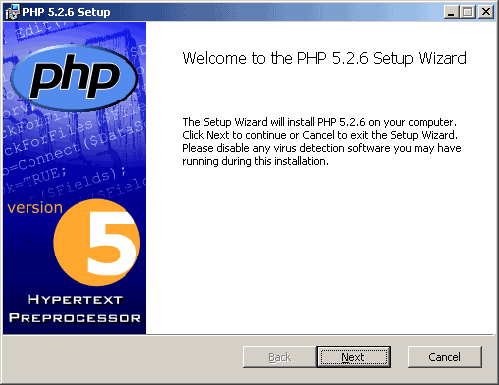 PHP 5.2.6 Setup
Welcome to the PHP 5.2.6 Setup Wizard
php
The Setup Wizard will install PHP 5.2.6 on your computer.
Click Next to continue or Cancel to exit the Setup Wizard.
Please disable any virus detection software you may have
running during this installation.
=TRUE;
($Fields);
version
5
HYPERTEXT
PREPROCESSOR
Back
Next
Cancel